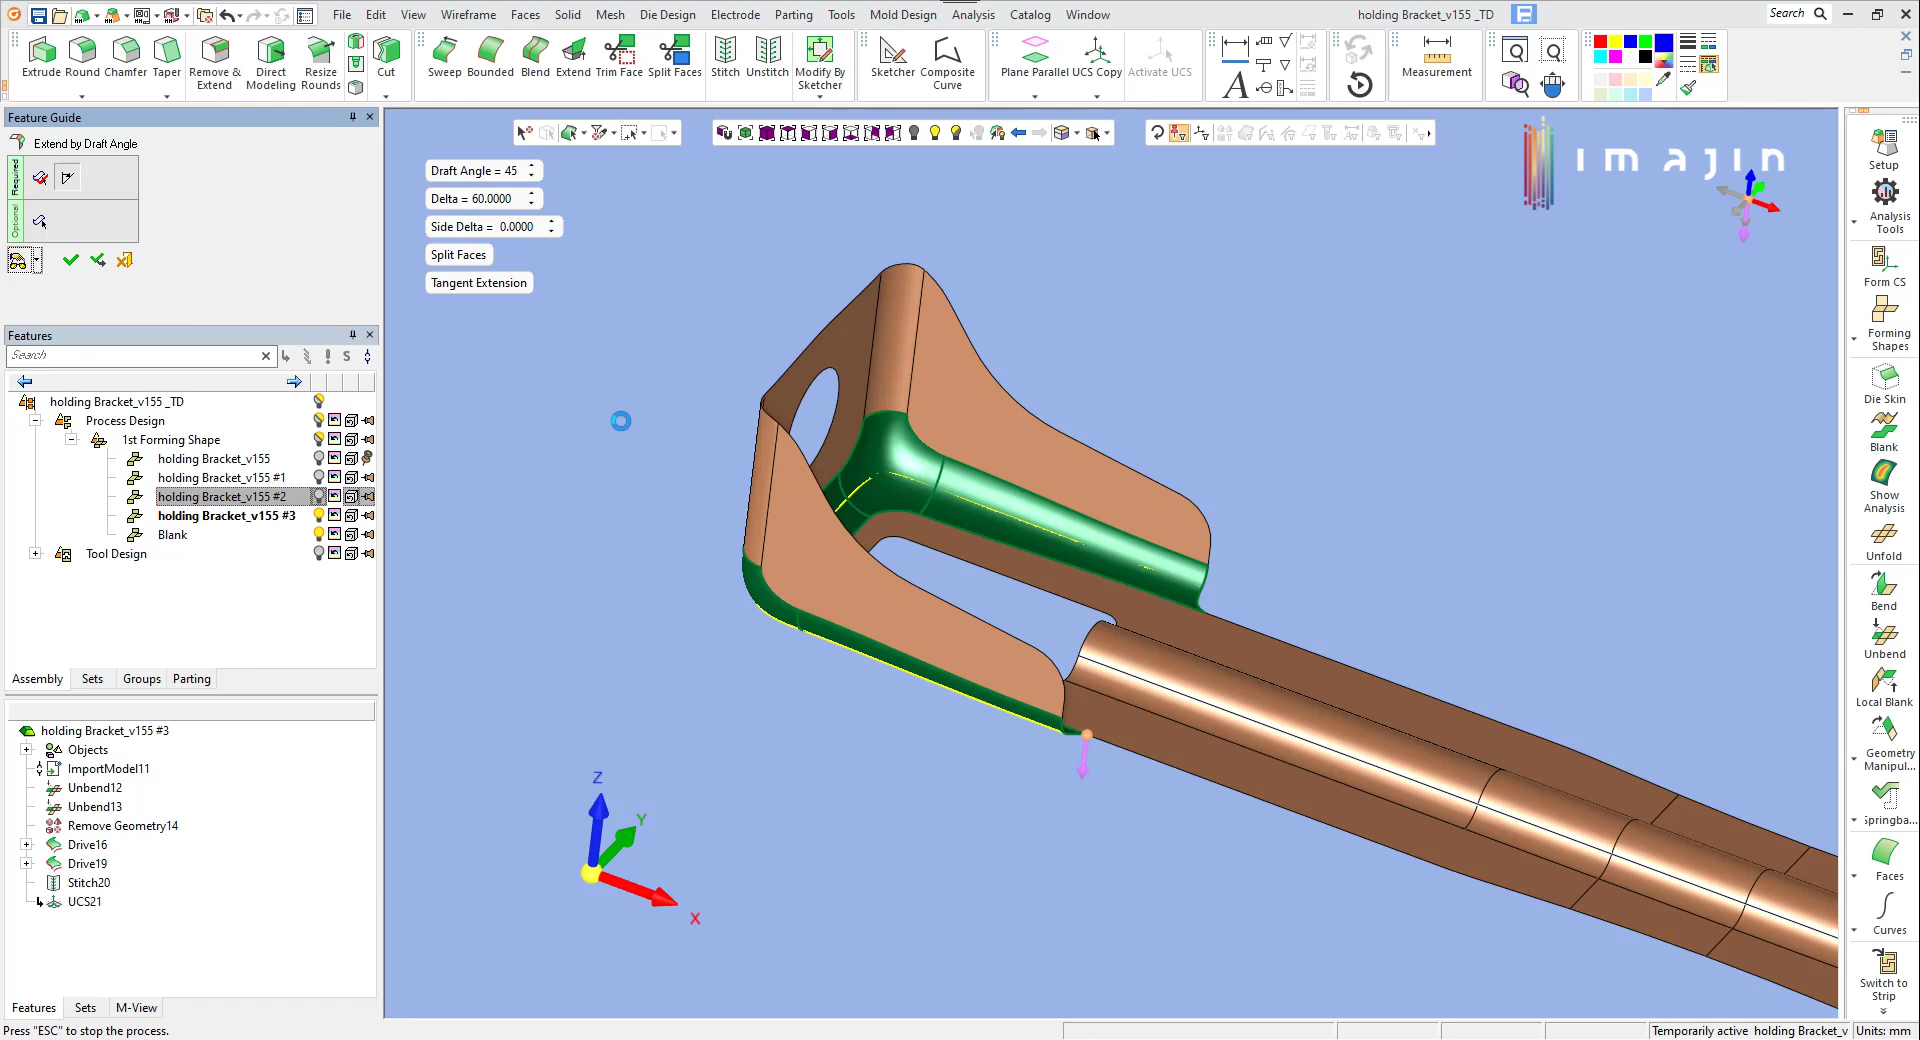 File Edit View Wireframe Faces Solid Mesh Die Design Electrode Parting Tools Mold Design Analysis Catalog Window
holding Bracket_v155 _TD
Search
Extrude Round Chamfer Taper Remove & Extend Direct Modeling Resize Rounds Cut
Sweep Bounded Blend Extend Trim Face Split Faces Stitch Unstitch Modify By Sketcher
Sketcher Composite Curve
Plane Parallel UCS Copy Activate UCS
A
Measurement
Feature Guide
Extend by Draft Angle
Required
Optional
Draft Angle = 45
Delta = 60.0000
Side Delta = 0.0000
Split Faces
Tangent Extension
imajin
Features
Search
S
holding Bracket_v155 _TD
Process Design
1st Forming Shape
holding Bracket_v155
holding Bracket_v155 #1
holding Bracket_v155 #2
holding Bracket_v155 #3
Blank
Tool Design
Assembly Sets Groups Parting
holding Bracket_v155 #3
Objects
ImportModel11
Unbend12
Unbend13
Remove Geometry14
Drive16
Drive19
Stitch20
UCS21
Features Sets M-View
Z
Y
X
Setup
Analysis
Tools
Form CS
Forming
Shapes
Die Skin
Blank
Show
Analysis
Unfold
Bend
Unbend
Local Blank
Geometry
Manipul...
Springba...
Faces
Curves
Switch to
Strip
Press "ESC" to stop the process.
Temporarily active holding Bracket_v
Units: mm